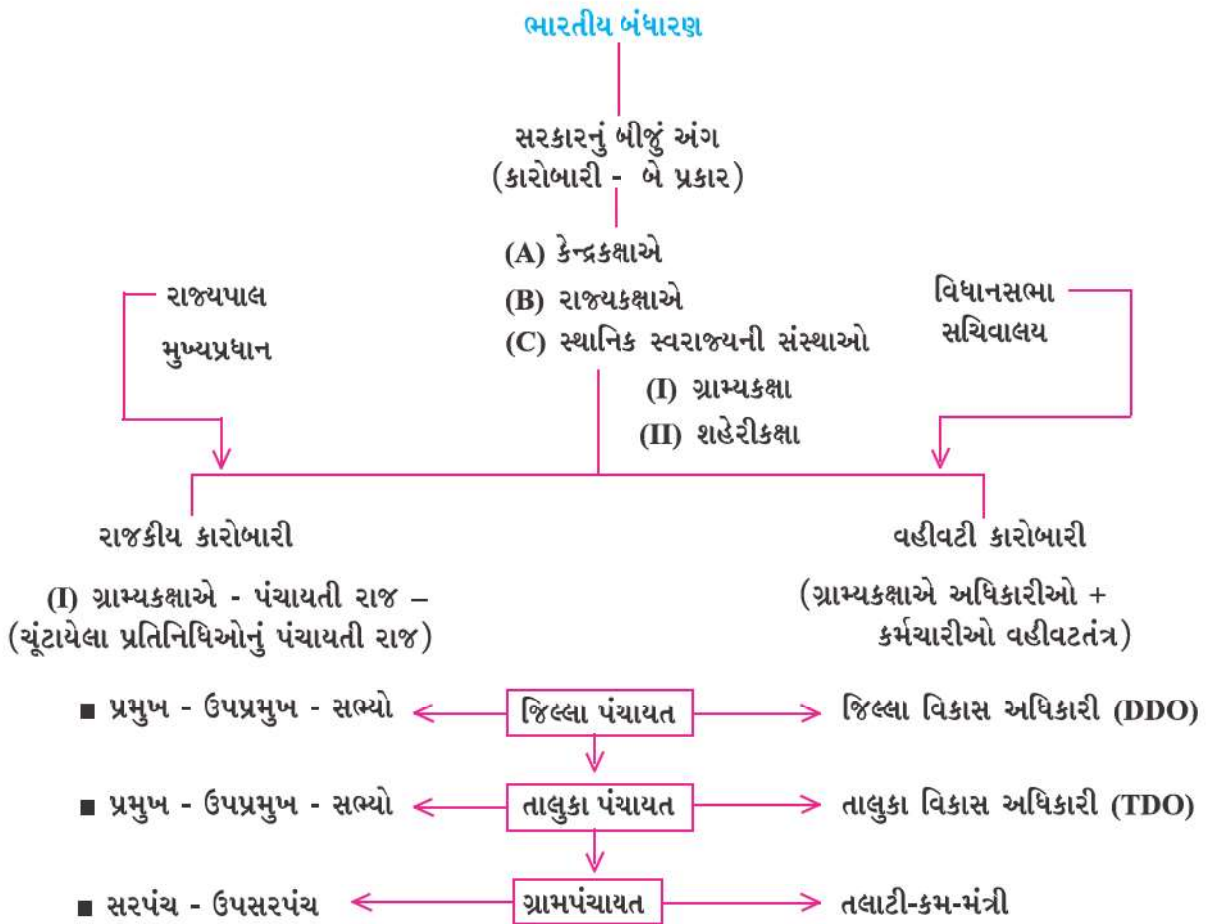 ભારતીય બંધારણ
સરકારનું બીજું અંગ
(કારોબારી - બે પ્રકાર)
(A) કેન્દ્રકક્ષાએ
(B) રાજ્યકક્ષાએ
(C) સ્થાનિક સ્વરાજ્યની સંસ્થાઓ
(I) ગ્રામ્યકક્ષા
(II) શહેરીકક્ષા
રાજ્યપાલ
મુખ્યપ્રધાન
વિધાનસભા
સચિવાલય
રાજકીય કારોબારી
(I) ગ્રામ્યકક્ષાએ - પંચાયતી રાજ –
(ચૂંટાયેલા પ્રતિનિધિઓનું પંચાયતી રાજ)
વહીવટી કારોબારી
(ગ્રામ્યકક્ષાએ અધિકારીઓ +
કર્મચારીઓ વહીવટતંત્ર)
■ પ્રમુખ - ઉપપ્રમુખ - સભ્યો જિલ્લા પંચાયત જિલ્લા વિકાસ અધિકારી (DDO)
■ પ્રમુખ - ઉપપ્રમુખ - સભ્યો તાલુકા પંચાયત તાલુકા વિકાસ અધિકારી (TDO)
■ સરપંચ - ઉપસરપંચ ગ્રામપંચાયત તલાટી-કમ-મંત્રી